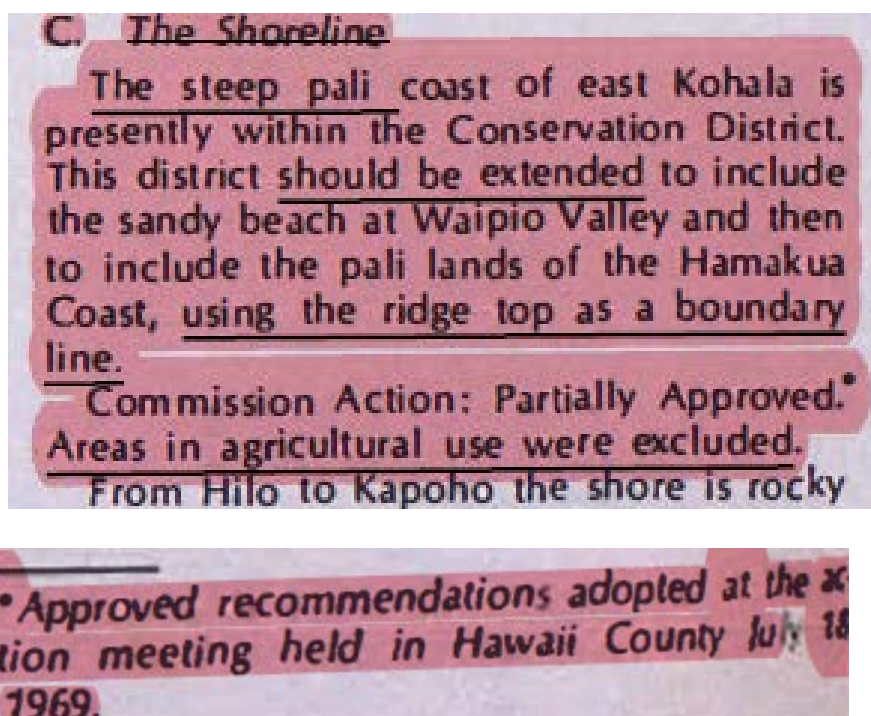 C. The Shoreline
The steep pali coast of east Kohala is
presently within the Conservation District.
This district should be extended to include
the sandy beach at Waipio Valley and then
to include the pali lands of the Hamakua
Coast, using the ridge top as a boundary
line.
Commission Action: Partially Approved.*
Areas in agricultural use were excluded.
From Hilo to Kapoho the shore is rocky
*Approved recommendations adopted at the
tion meeting held in Hawaii County July 18
1969.